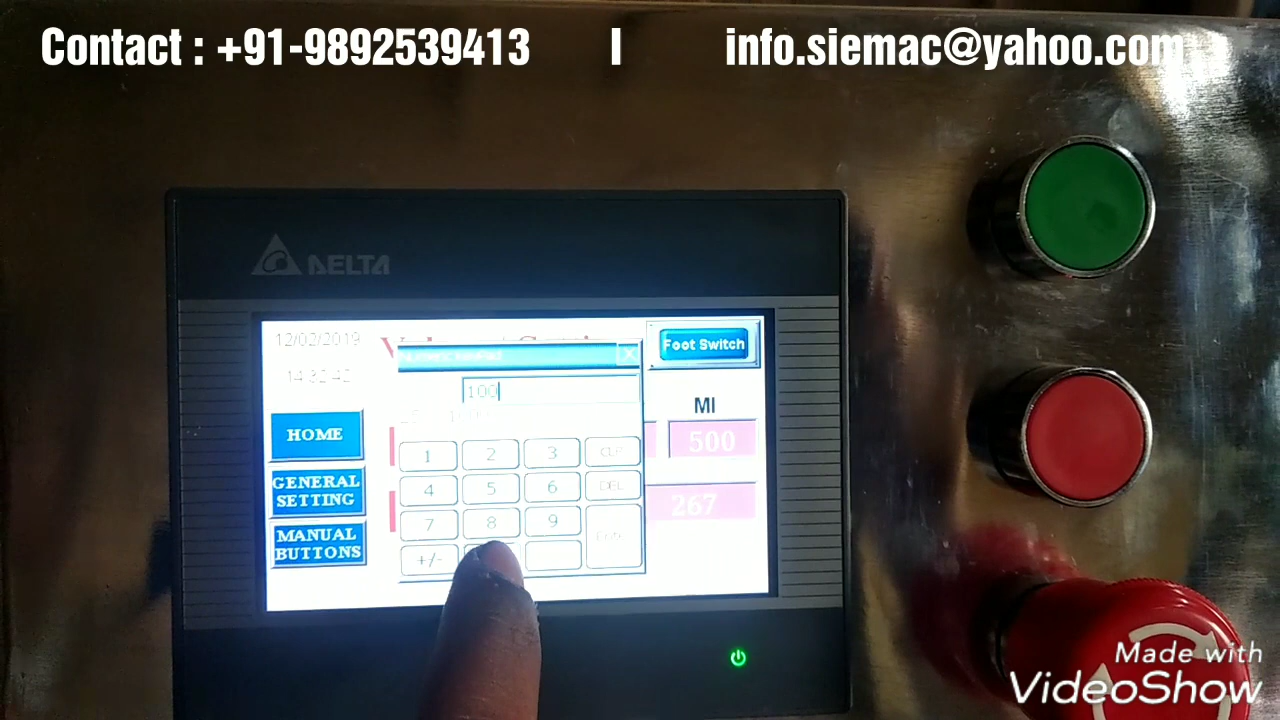 Contact : +91-9892539413 | info.siemac@yahoo.com
DELTA
12/02/2019
14:32:42
Foot Switch
100
MI
HOME
500
1 2 3 CLR
GENERAL
SETTING
4 5 6 DEL
267
7 8 9
MANUAL
BUTTONS
+/-
Made with
VideoShow